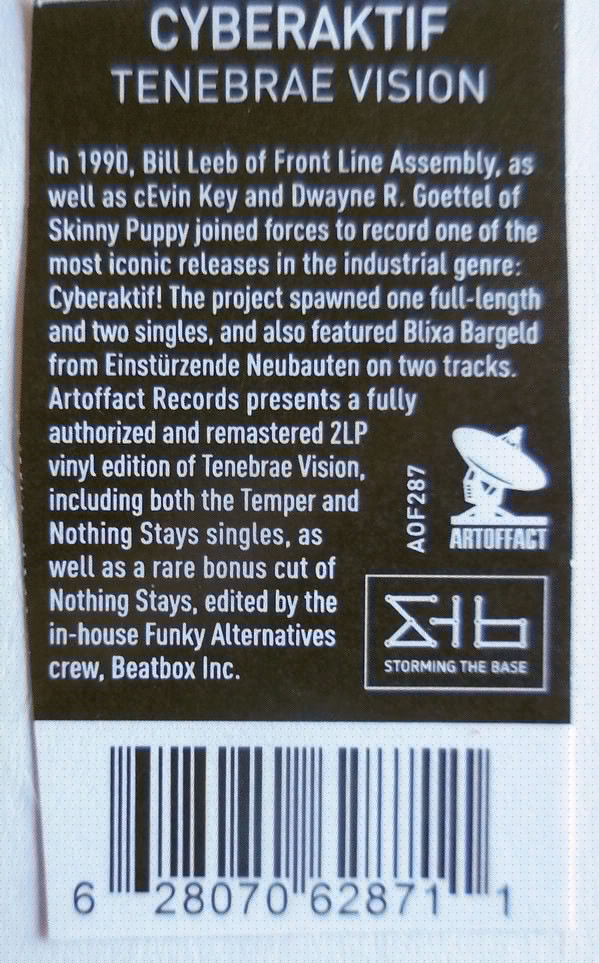 CYBERAKTIF
TENEBRAE VISION
In 1990, Bill Leeb of Front Line Assembly, as
well as cEvin Key and Dwayne R. Goettel of
Skinny Puppy joined forces to record one of the
most iconic releases in the industrial genre:
Cyberaktif! The project spawned one full-length
and two singles, and also featured Blixa Bargeld
from Einstürzende Neubauten on two tracks.
Artoffact Records presents a fully
authorized and remastered 2LP
vinyl edition of Tenebrae Vision,
including both the Temper and
Nothing Stays singles, as
well as a rare bonus cut of
Nothing Stays, edited by the
in-house Funky Alternatives
crew, Beatbox Inc.
AOF287
ARTOFFACT
STB
STORMING THE BASE
6 28070 62871 1